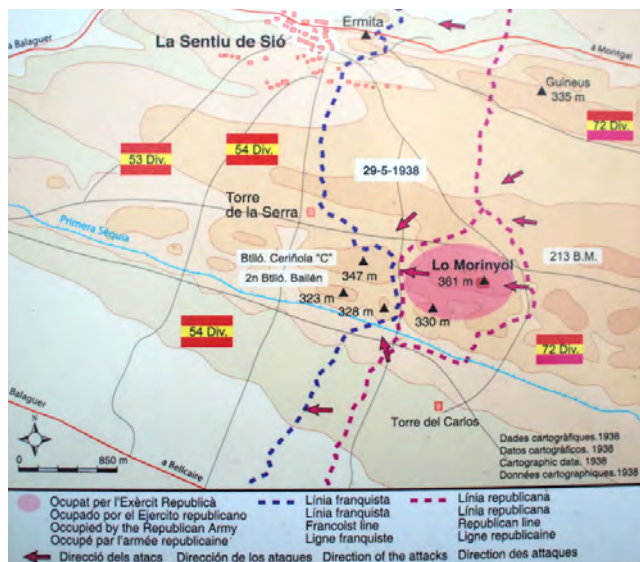 Ermita
a Balaguer
La Sentiu de Sió
a Montgai
Guineus
335 m
72 Div.
53 Div.
54 Div.
29-5-1938
Torre
de la Serra
Primera Sèquia
Btlló. Ceriñola "C"
347 m
2n Btlló. Bailén
323 m
328 m
Lo Morinyol
361 m
213 B.M.
330 m
54 Div.
72 Div.
Balaguer
a Bellcaire
Torre del Carlos
N
0 850 m
Dades cartogràfiques.1938
Datos cartográficos. 1938
Cartographic data. 1938
Données cartographiques.1938
Ocupat per l'Exèrcit Republicà
Ocupado por el Ejercito republicano
Occupied by the Republican Army
Occupé par l'armée republicaine
Línia franquista
Línia franquista
Francoist line
Ligne franquiste
Línia republicana
Línia republicana
Republican line
Ligne republicaine
Direcció dels atacs Dirección de los ataques Direction of the attacks Direction des attaques